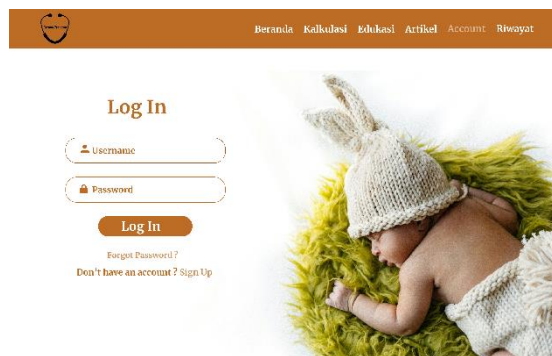 Beranda Kalkulasi Edukasi Artikel Account Riwayat
Log In
Username
Password
Log In
Forgot Password ?
Don't have an account ? Sign Up